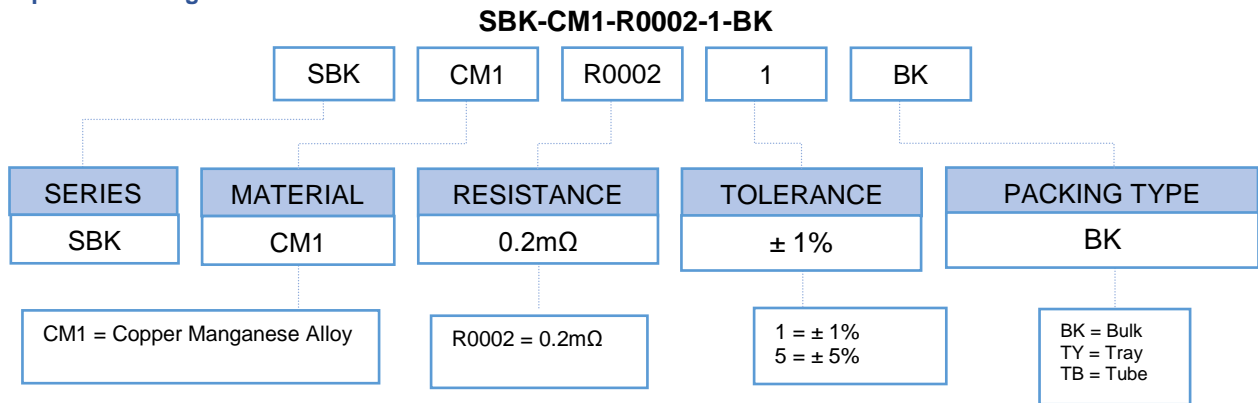 SBK-CM1-R0002-1-BK
SBK CM1 R0002 1 BK
SERIES MATERIAL RESISTANCE TOLERANCE PACKING TYPE
SBK CM1 0.2mΩ ± 1% BK
CM1 = Copper Manganese Alloy
R0002 = 0.2mΩ
1 = ± 1%
5 = ± 5%
BK = Bulk
TY = Tray
TB = Tube